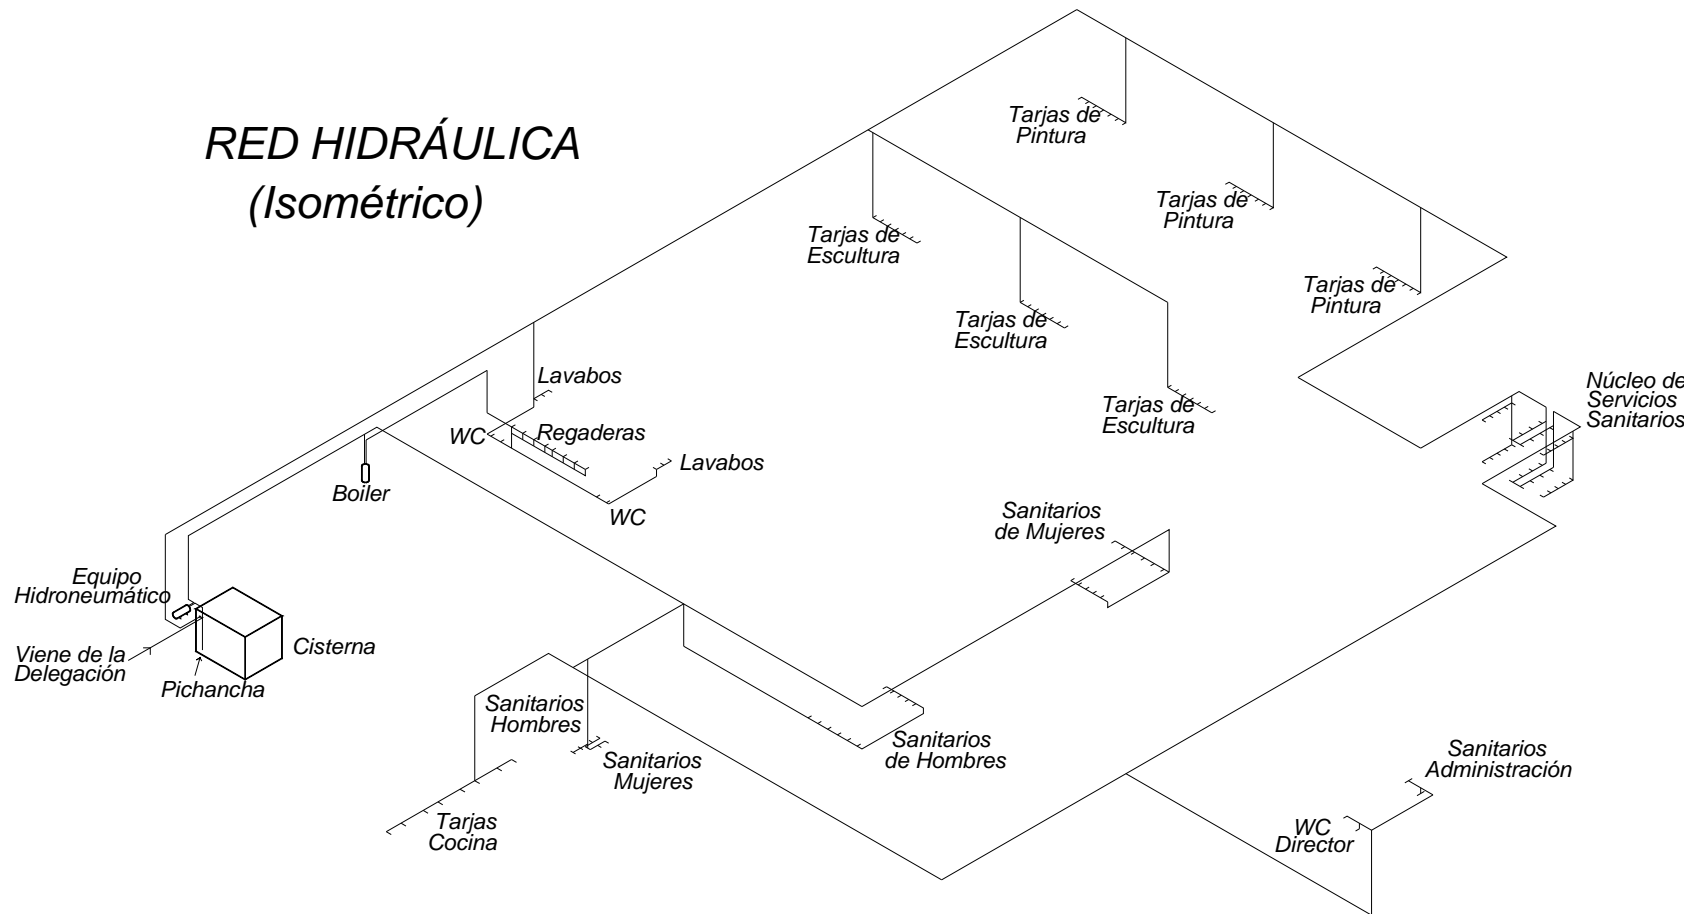 RED HIDRÁULICA
(Isométrico)
Tarjas de
Pintura
Tarjas de
Pintura
Tarjas de
Pintura
Tarjas de
Escultura
Tarjas de
Escultura
Tarjas de
Escultura
Núcleo de
Servicios
Sanitarios
Lavabos
WC
Regaderas
Lavabos
WC
Boiler
Sanitarios
de Mujeres
Equipo
Hidroneumático
Viene de la
Delegación
Cisterna
Pichancha
Sanitarios
Hombres
Sanitarios
Mujeres
Sanitarios
de Hombres
Tarjas
Cocina
Sanitarios
Administración
WC
Director